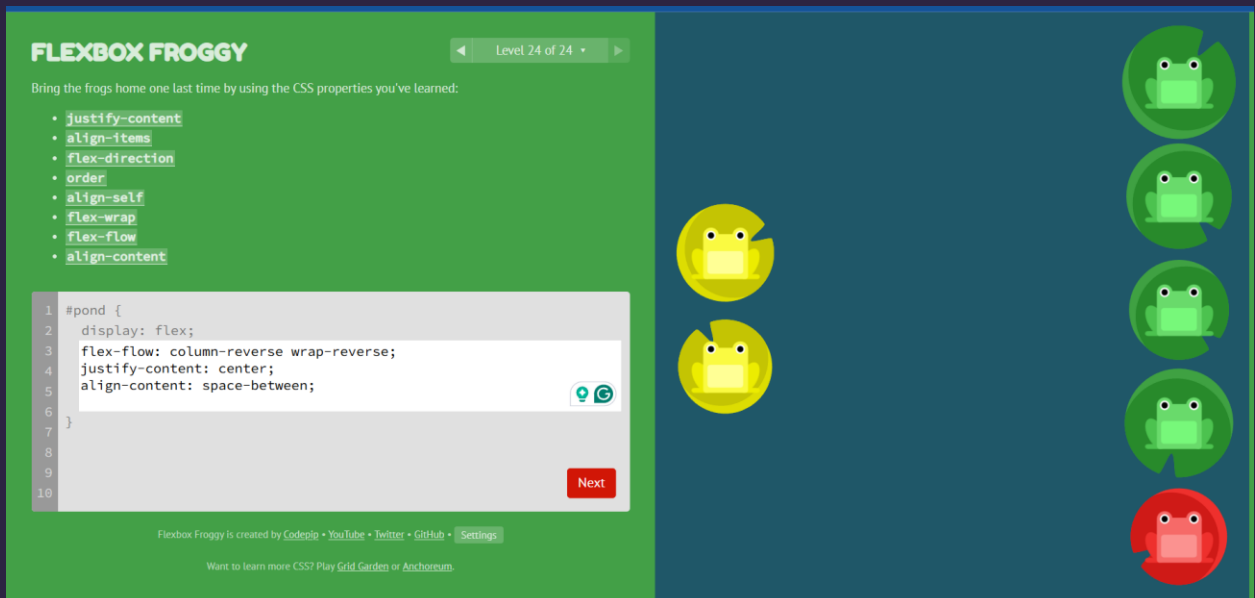 FLEXBOX FROGGY
◀ Level 24 of 24 ▾ ▶
Bring the frogs home one last time by using the CSS properties you've learned:
• justify-content
• align-items
• flex-direction
• order
• align-self
• flex-wrap
• flex-flow
• align-content
1 #pond {
2 display: flex;
3 flex-flow: column-reverse wrap-reverse;
4 justify-content: center;
5 align-content: space-between;
6
7 }
8
9
10
Next
Flexbox Froggy is created by Codepip • YouTube • Twitter • GitHub • Settings
Want to learn more CSS? Play Grid Garden or Anchoreum.